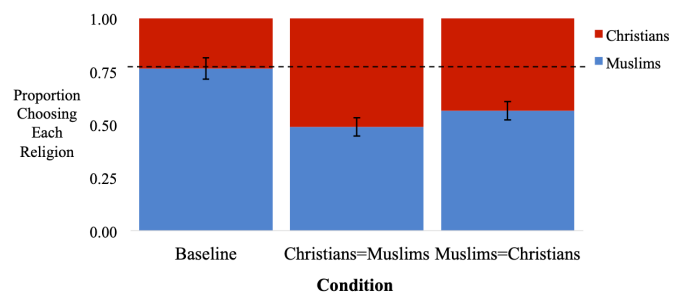 1.00
0.75
0.50
0.25
0.00
Proportion
Choosing
Each
Religion
Christians
Muslims
Baseline
Christians=Muslims
Muslims=Christians
Condition